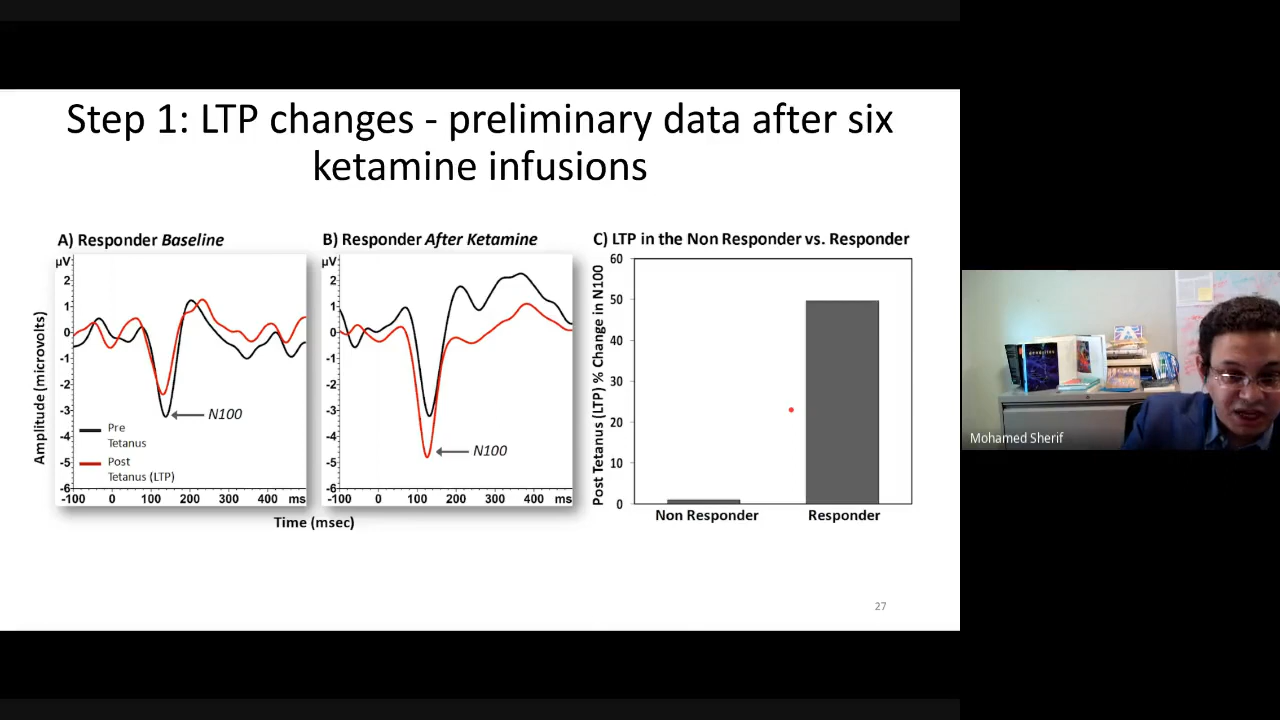 Step 1: LTP changes - preliminary data after six
ketamine infusions
A) Responder Baseline
µV
2
1
0
-1
-2
-3
-4
-5
-6
-100 0 100 200 300 400 ms
Amplitude (microvolts)
N100
Pre
Tetanus
Post
Tetanus (LTP)
B) Responder After Ketamine
µV
2
1
0
-1
-2
-3
-4
-5
-6
-100 0 100 200 300 400 ms
N100
Time (msec)
C) LTP in the Non Responder vs. Responder
Post Tetanus (LTP) % Change in N100
60
50
40
30
20
10
0
Non Responder Responder
27
Mohamed Sherif